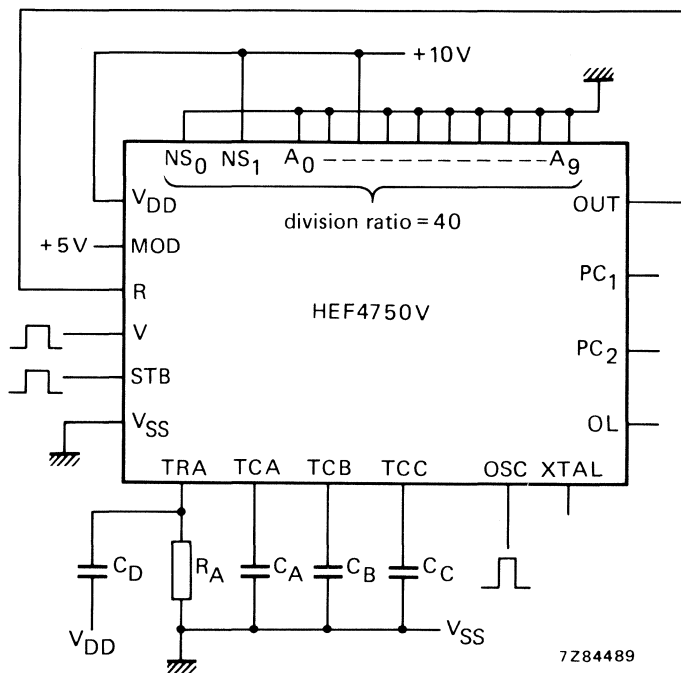 +10V
NS0 NS1 A0 A9
division ratio = 40
VDD
OUT
+5V MOD
PC1
R
HEF4750V
V
PC2
STB
VSS
OL
TRA TCA TCB TCC OSC XTAL
CD RA CA CB CC
VDD
VSS
7Z84489